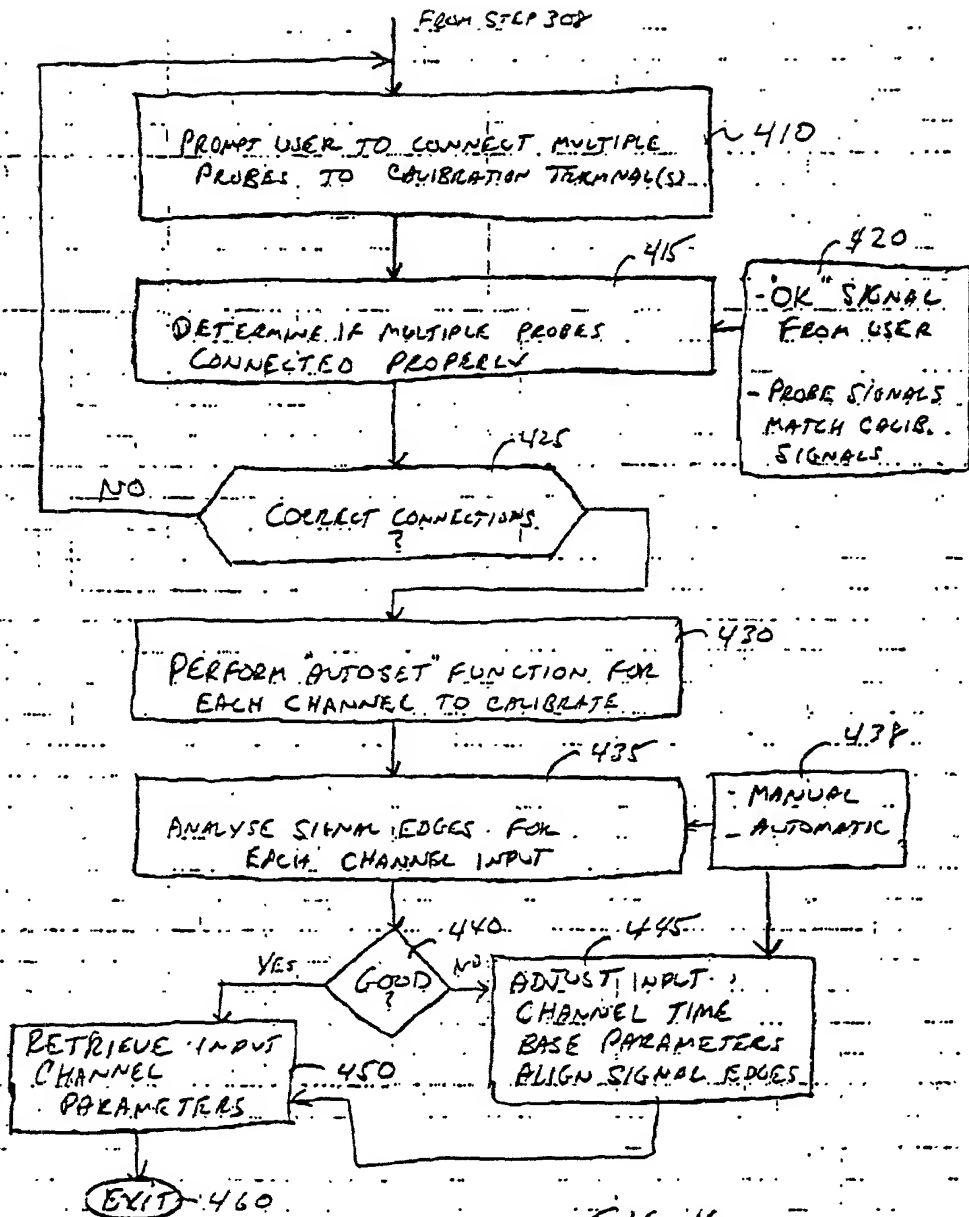 FROM STEP 308
PROMPT USER TO CONNECT MULTIPLE
PROBES TO CALIBRATION TERMINAL(S)
410
415
DETERMINE IF MULTIPLE PROBES
CONNECTED PROPERLY
420
- "OK" SIGNAL
FROM USER
- PROBE SIGNALS
MATCH CALIB.
SIGNALS
425
NO
CORRECT CONNECTIONS
?
430
PERFORM "AUTOSET" FUNCTION FOR
EACH CHANNEL TO CALIBRATE
435
438
ANALYSE SIGNAL EDGES FOR
EACH CHANNEL INPUT
- MANUAL
- AUTOMATIC
440
445
YES
GOOD
?
NO
ADJUST INPUT
CHANNEL TIME
BASE PARAMETERS
ALIGN SIGNAL EDGES
RETRIEVE INPUT
CHANNEL
PARAMETERS
450
EXIT
460